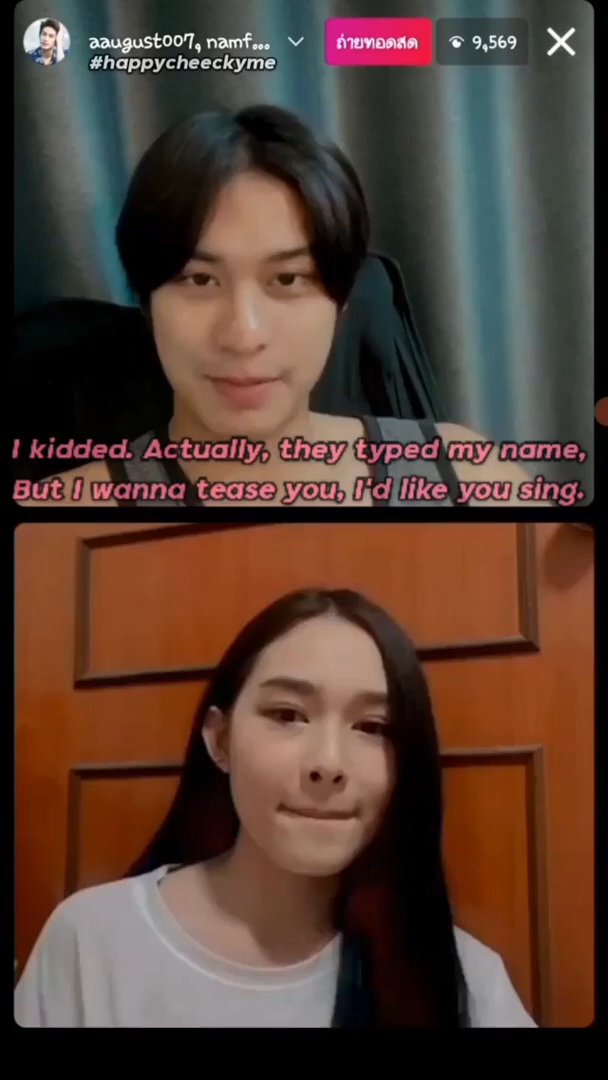 aaugust007, namf...
ถ่ายทอดสด
9,569
#happycheeckyme
I kidded. Actually, they typed my name,
But I wanna tease you, I'd like you sing.